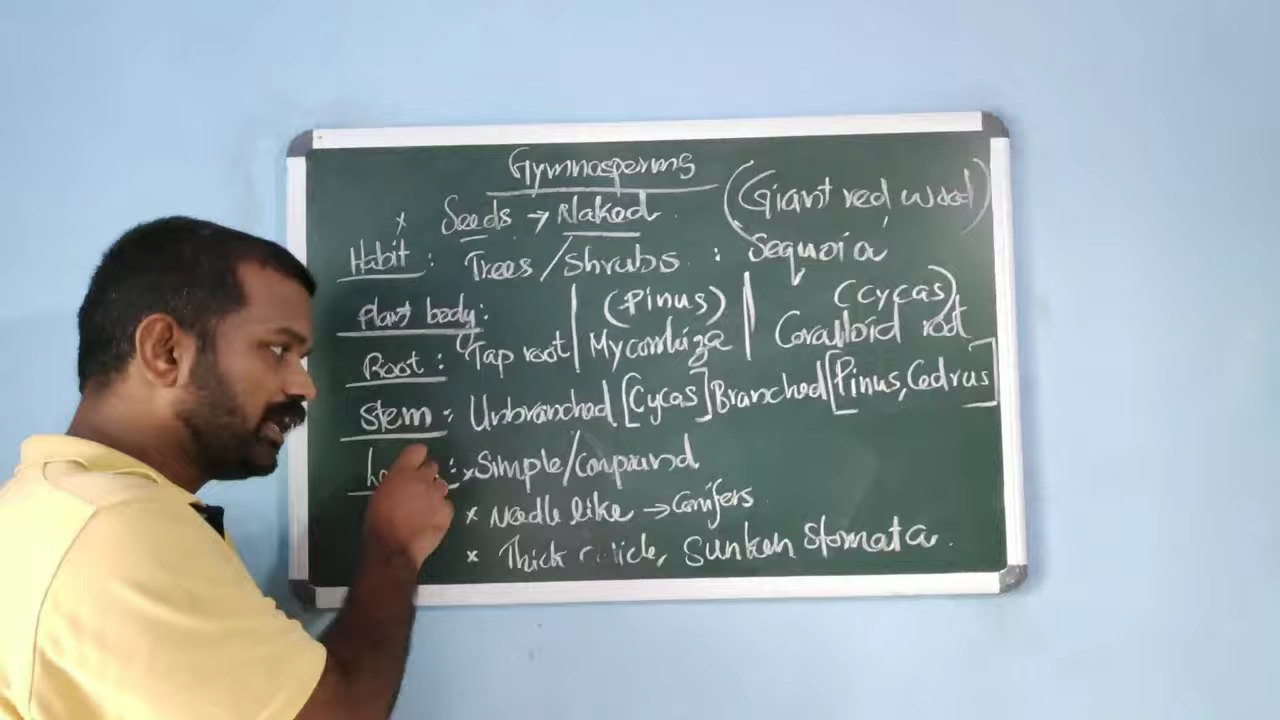 Gymnosperms
x Seeds → Naked. (Giant red wood)
Habit : Trees/Shrubs : Sequoia
Plant body: (Pinus) | (Cycas)
Root : Tap root | Mycorrhiza | Coralloid root
Stem : Unbranched [Cycas] Branched [Pinus, Cedrus]
: x Simple/Compound
x Needle like → Conifers
x Thick , Sunken Stomata.